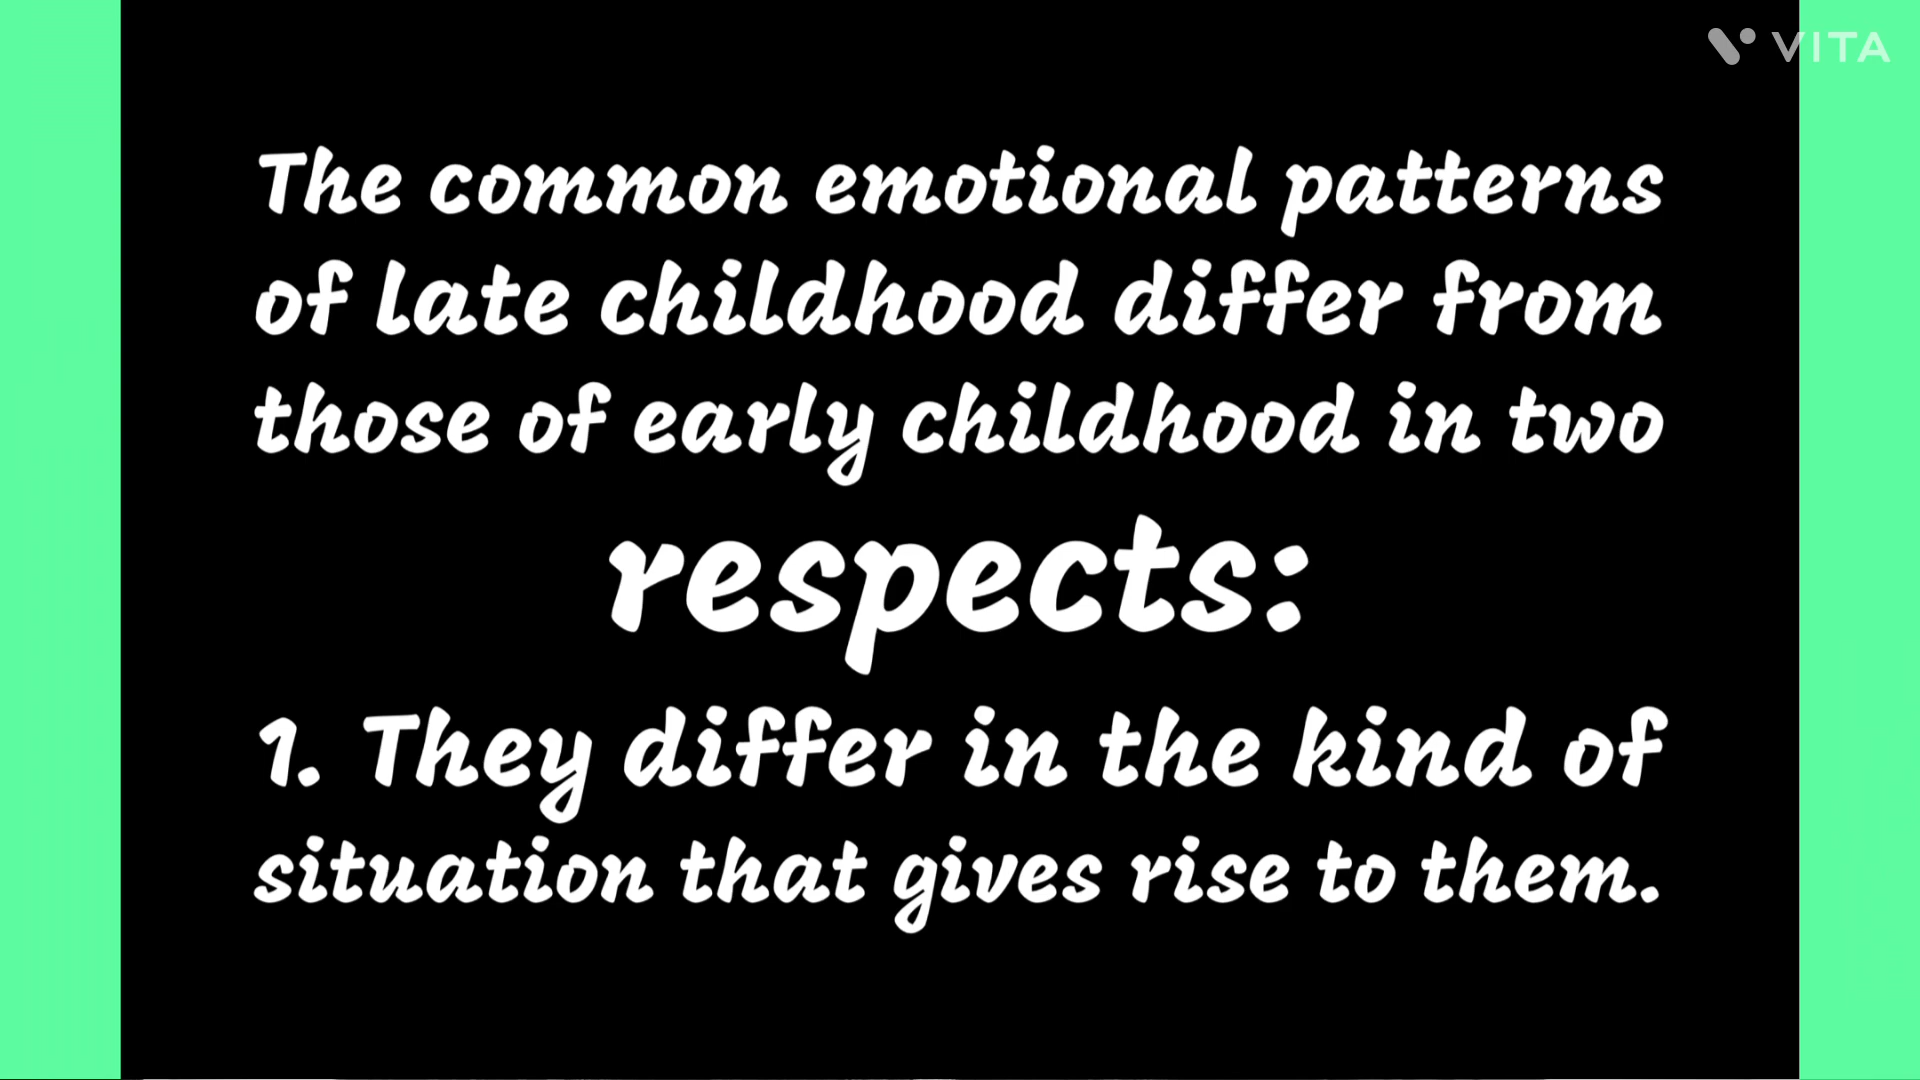 VITA
The common emotional patterns
of late childhood differ from
those of early childhood in two
respects:
1. They differ in the kind of
situation that gives rise to them.